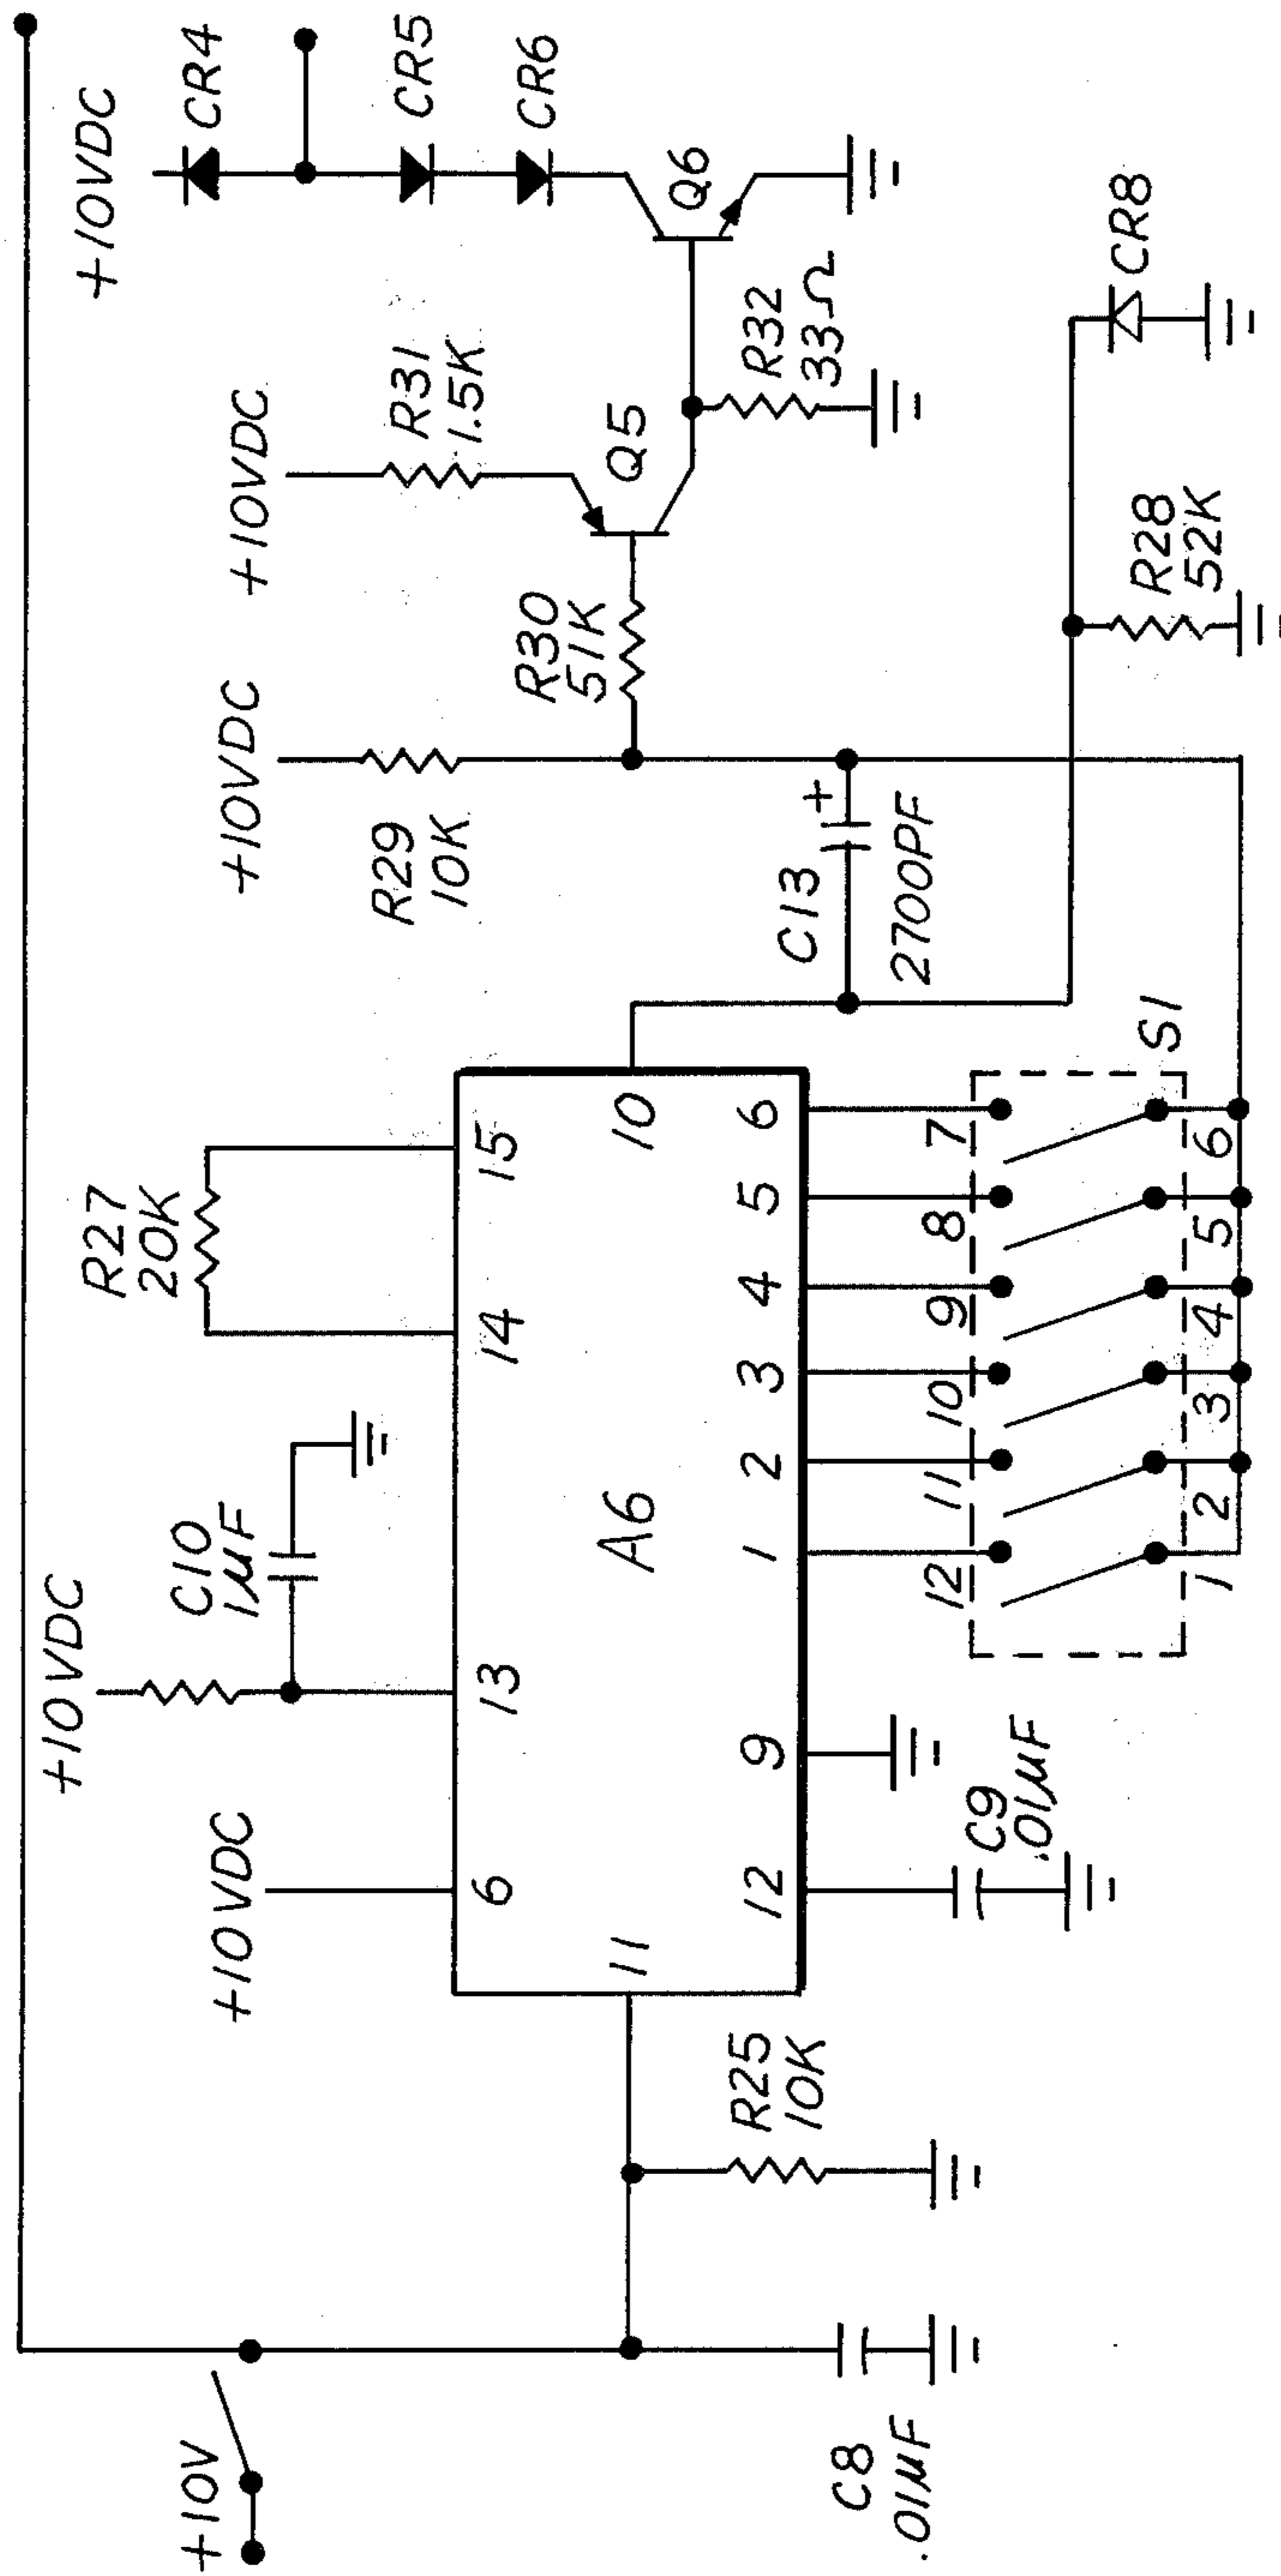 +10V
C8
.01µF
R25
10K
+10VDC
+10VDC
C10
1µF
R27
20K
6
13
14
15
11
A6
10
12
9
1
2
3
4
5
6
C9
.01µF
12
11
10
9
8
7
S1
1
2
3
4
5
6
+10VDC
R29
10K
C13
+
2700PF
R30
51K
+10VDC
R31
1.5K
Q5
R32
33Ω
+10VDC
CR4
CR5
CR6
Q6
R28
52K
CR8